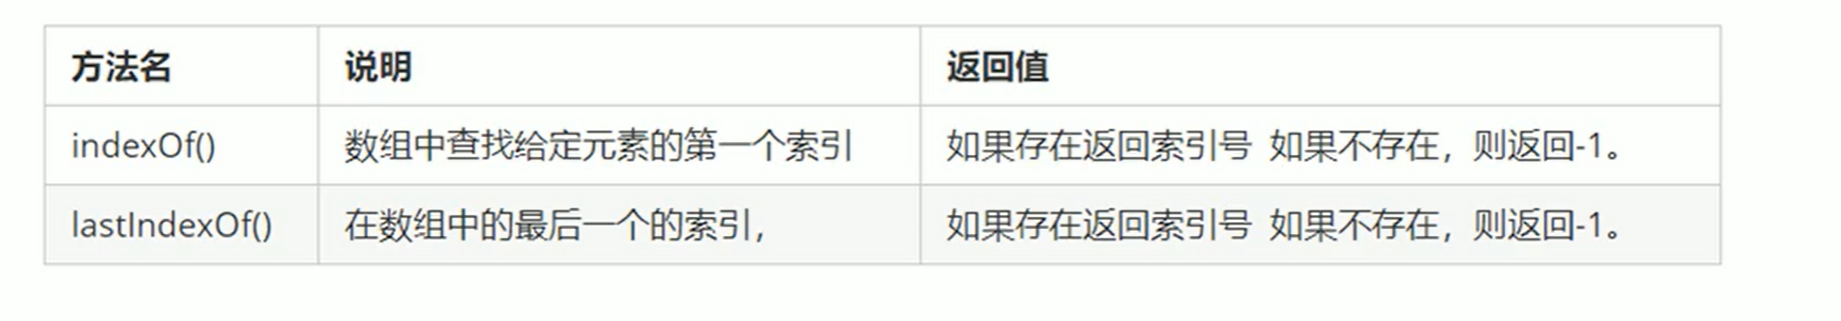 方法名 说明 返回值
indexOf() 数组中查找给定元素的第一个索引 如果存在返回索引号 如果不存在，则返回-1。
lastIndexOf() 在数组中的最后一个的索引， 如果存在返回索引号 如果不存在，则返回-1。